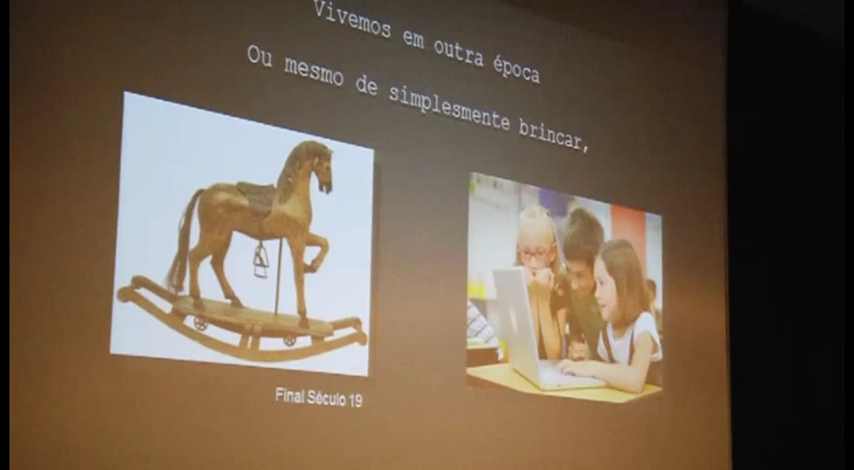 Vivemos em outra época
Ou mesmo de simplesmente brincar,
Final Século 19